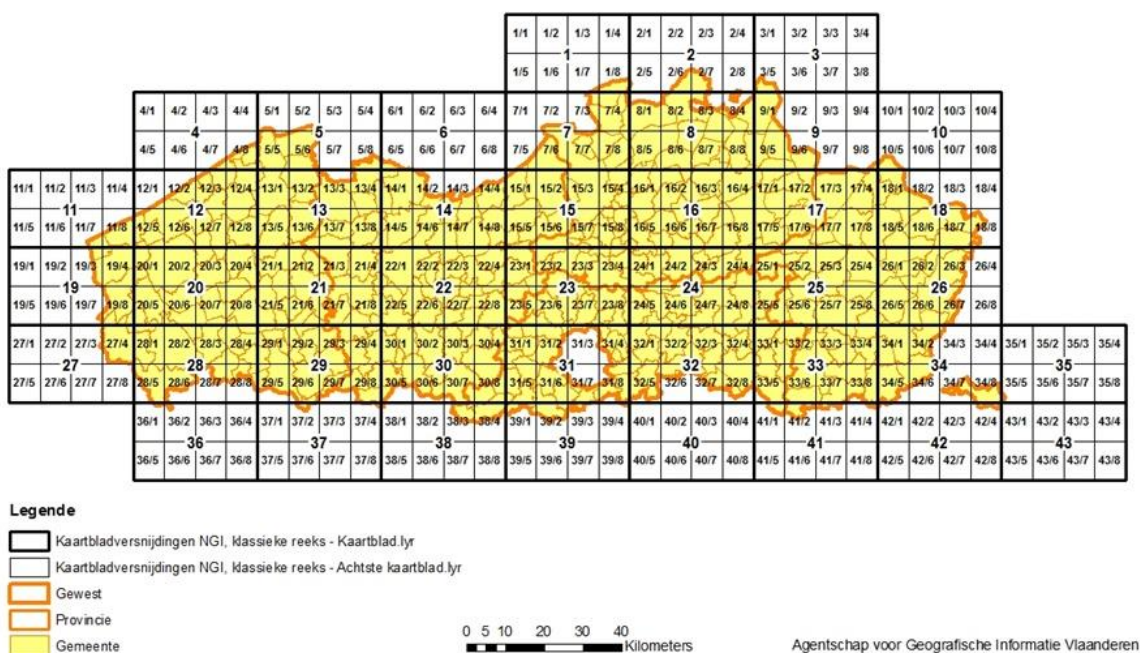 1/1 1/2 1/3 1/4 2/1 2/2 2/3 2/4 3/1 3/2 3/3 3/4
1 2 3
1/5 1/6 1/7 1/8 2/5 2/6 2/7 2/8 3/5 3/6 3/7 3/8
4/1 4/2 4/3 4/4 5/1 5/2 5/3 5/4 6/1 6/2 6/3 6/4 7/1 7/2 7/3 7/4 8/1 8/2 8/3 8/4 9/1 9/2 9/3 9/4 10/1 10/2 10/3 10/4
4 5 6 7 8 9 10
4/5 4/6 4/7 4/8 5/5 5/6 5/7 5/8 6/5 6/6 6/7 6/8 7/5 7/6 7/7 7/8 8/5 8/6 8/7 8/8 9/5 9/6 9/7 9/8 10/5 10/6 10/7 10/8
11/1 11/2 11/3 11/4 12/1 12/2 12/3 12/4 13/1 13/2 13/3 13/4 14/1 14/2 14/3 14/4 15/1 15/2 15/3 15/4 16/1 16/2 16/3 16/4 17/1 17/2 17/3 17/4 18/1 18/2 18/3 18/4
11 12 13 14 15 16 17 18
11/5 11/6 11/7 11/8 12/5 12/6 12/7 12/8 13/5 13/6 13/7 13/8 14/5 14/6 14/7 14/8 15/5 15/6 15/7 15/8 16/5 16/6 16/7 16/8 17/5 17/6 17/7 17/8 18/5 18/6 18/7 18/8
19/1 19/2 19/3 19/4 20/1 20/2 20/3 20/4 21/1 21/2 21/3 21/4 22/1 22/2 22/3 22/4 23/1 23/2 23/3 23/4 24/1 24/2 24/3 24/4 25/1 25/2 25/3 25/4 26/1 26/2 26/3 26/4
19 20 21 22 23 24 25 26
19/5 19/6 19/7 19/8 20/5 20/6 20/7 20/8 21/5 21/6 21/7 21/8 22/5 22/6 22/7 22/8 23/5 23/6 23/7 23/8 24/5 24/6 24/7 24/8 25/5 25/6 25/7 25/8 26/5 26/6 26/7 26/8
27/1 27/2 27/3 27/4 28/1 28/2 28/3 28/4 29/1 29/2 29/3 29/4 30/1 30/2 30/3 30/4 31/1 31/2 31/3 31/4 32/1 32/2 32/3 32/4 33/1 33/2 33/3 33/4 34/1 34/2 34/3 34/4 35/1 35/2 35/3 35/4
27 28 29 30 31 32 33 34 35
27/5 27/6 27/7 27/8 28/5 28/6 28/7 28/8 29/5 29/6 29/7 29/8 30/5 30/6 30/7 30/8 31/5 31/6 31/7 31/8 32/5 32/6 32/7 32/8 33/5 33/6 33/7 33/8 34/5 34/6 34/7 34/8 35/5 35/6 35/7 35/8
36/1 36/2 36/3 36/4 37/1 37/2 37/3 37/4 38/1 38/2 38/3 38/4 39/1 39/2 39/3 39/4 40/1 40/2 40/3 40/4 41/1 41/2 41/3 41/4 42/1 42/2 42/3 42/4 43/1 43/2 43/3 43/4
36 37 38 39 40 41 42 43
36/5 36/6 36/7 36/8 37/5 37/6 37/7 37/8 38/5 38/6 38/7 38/8 39/5 39/6 39/7 39/8 40/5 40/6 40/7 40/8 41/5 41/6 41/7 41/8 42/5 42/6 42/7 42/8 43/5 43/6 43/7 43/8
Legende
Kaartbladversnijdingen NGI, klassieke reeks - Kaartblad.lyr
Kaartbladversnijdingen NGI, klassieke reeks - Achtste kaartblad.lyr
Gewest
Provincie
Gemeente
0 5 10 20 30 40
Kilometers
Agentschap voor Geografische Informatie Vlaanderen